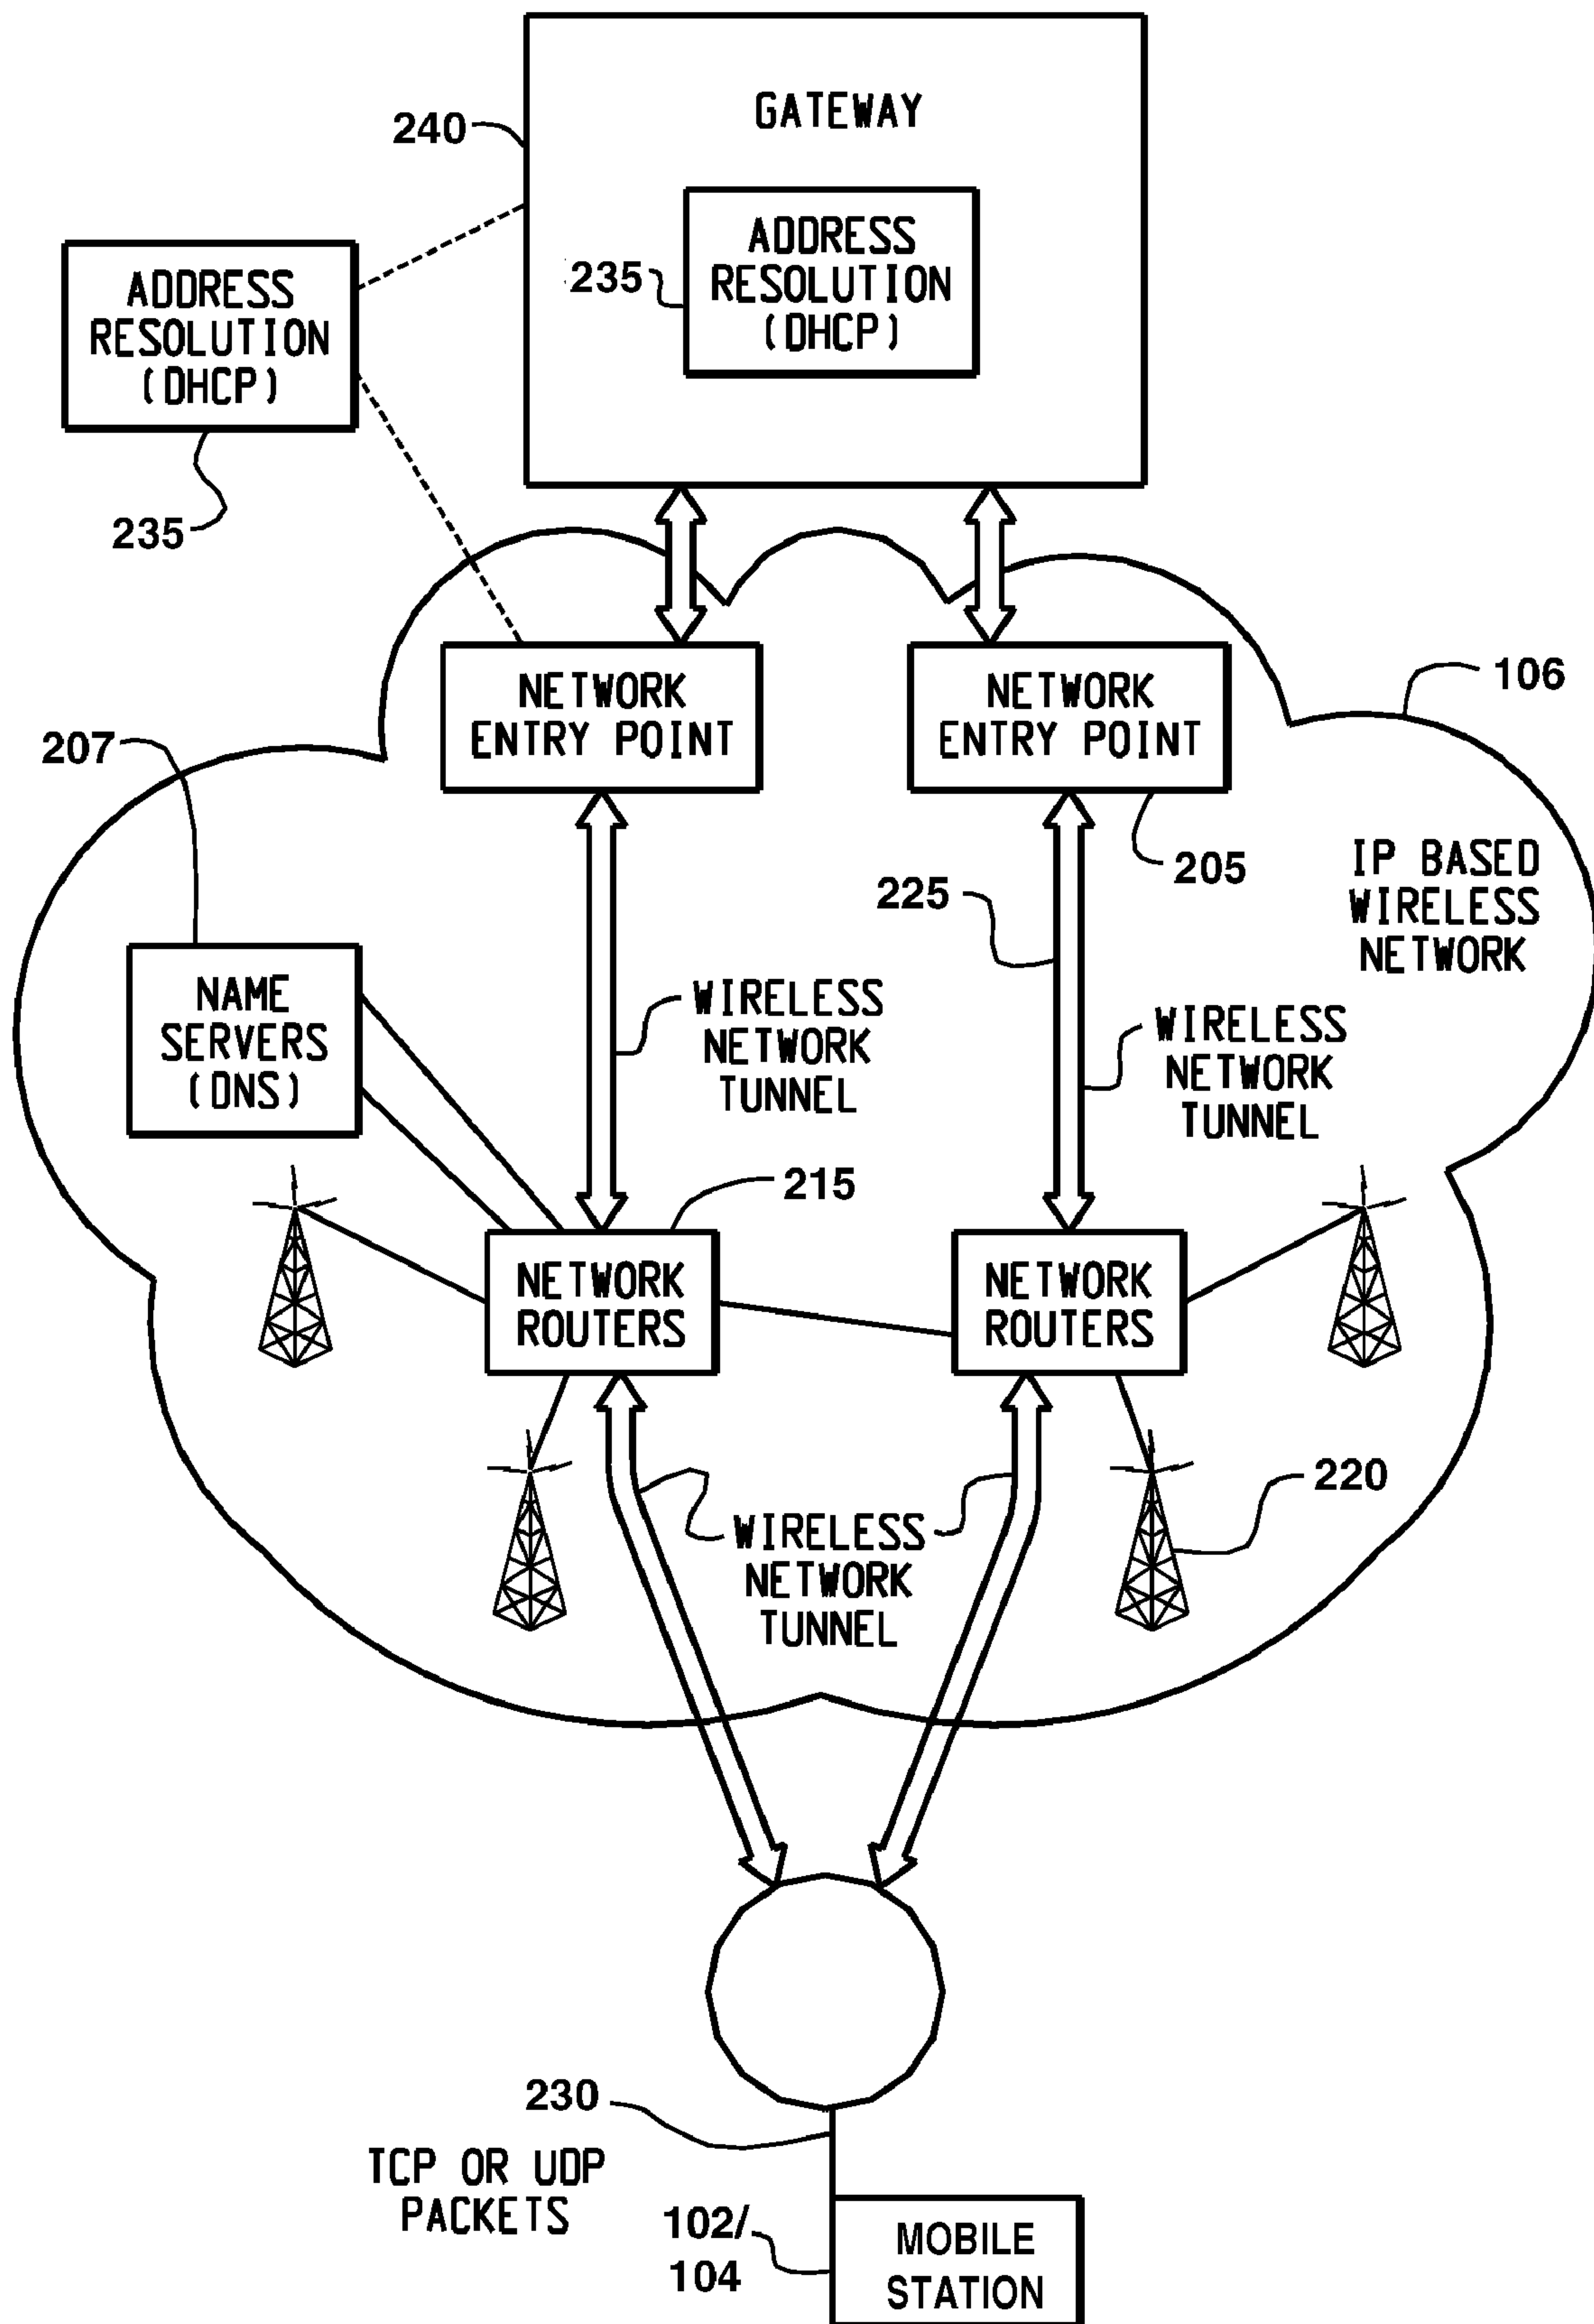 GATEWAY
240
ADDRESS
RESOLUTION
(DHCP)
235
ADDRESS
RESOLUTION
(DHCP)
235
NETWORK
ENTRY POINT
NETWORK
ENTRY POINT
106
207
205
IP BASED
WIRELESS
NETWORK
225
NAME
SERVERS
(DNS)
WIRELESS
NETWORK
TUNNEL
WIRELESS
NETWORK
TUNNEL
215
NETWORK
ROUTERS
NETWORK
ROUTERS
220
WIRELESS
NETWORK
TUNNEL
230
TCP OR UDP
PACKETS
102/
104
MOBILE
STATION